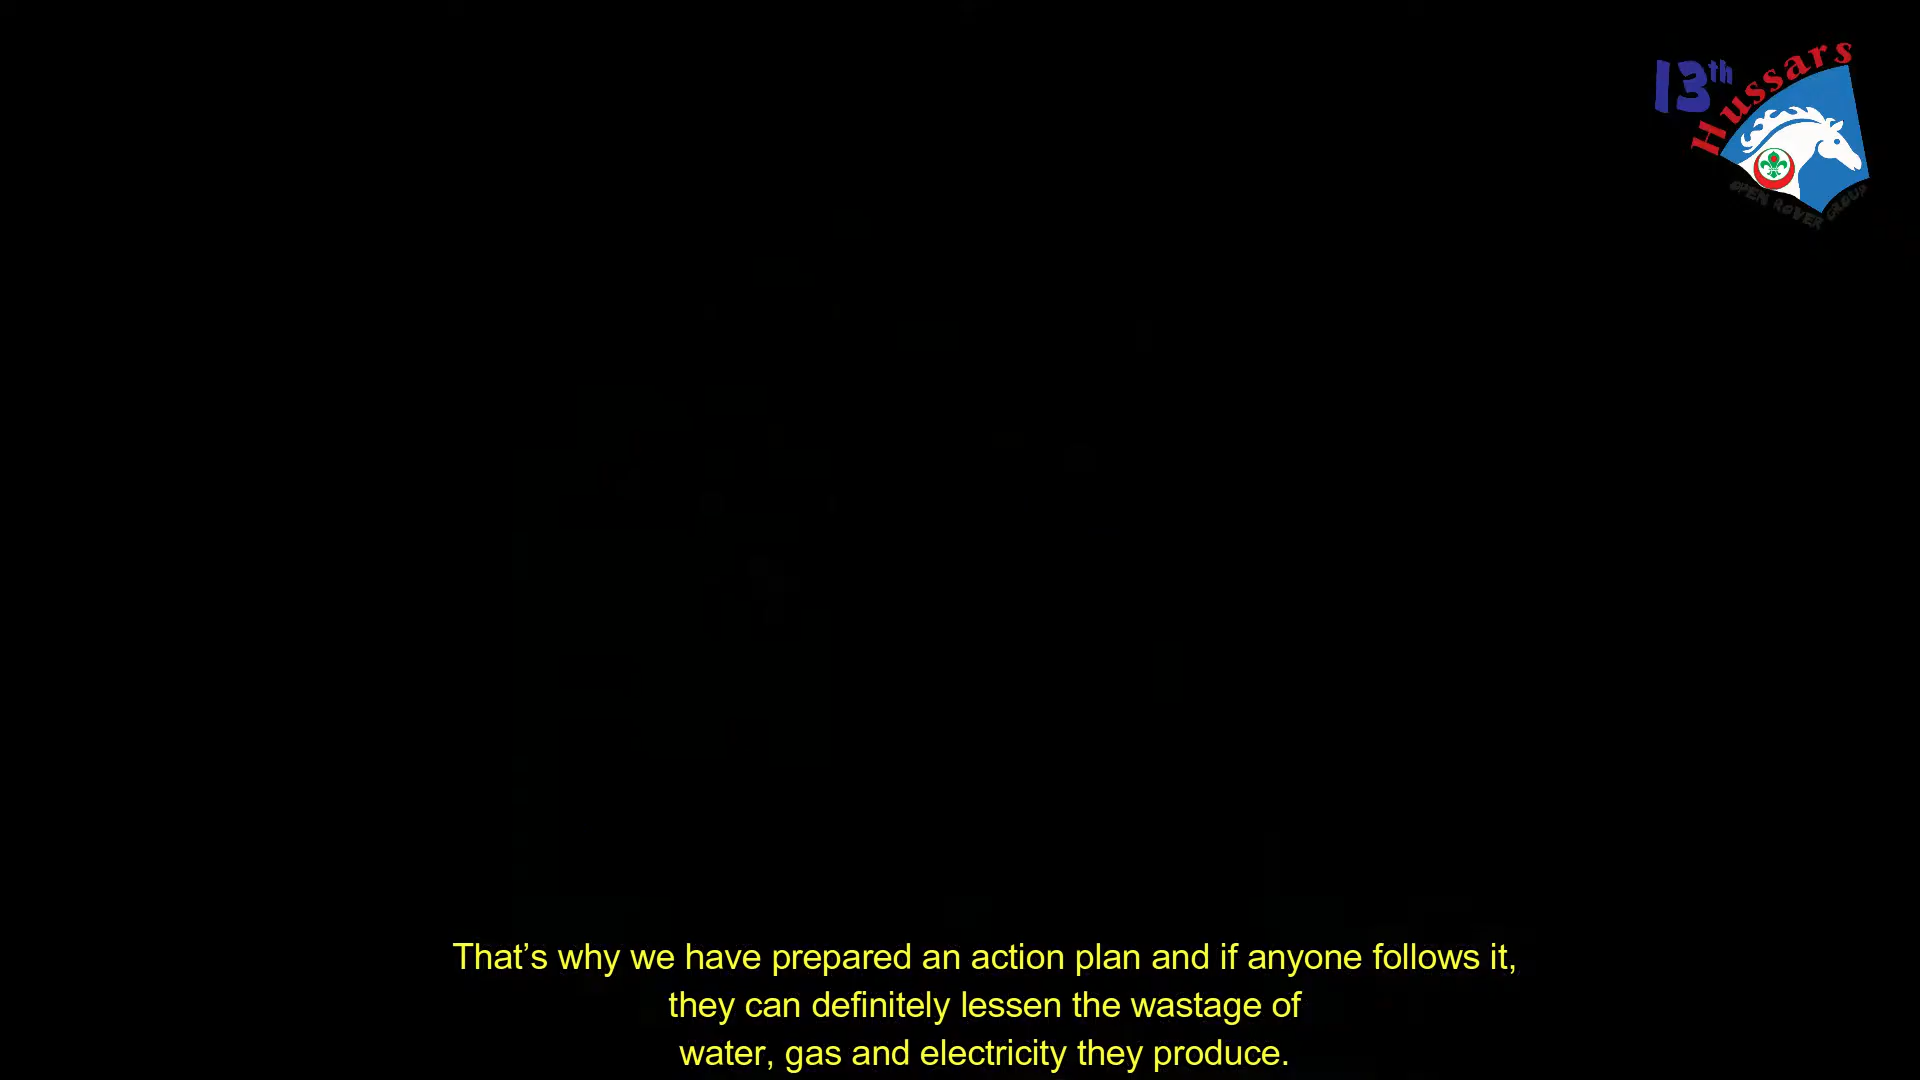 13th
Hussars
OPEN ROVER GROUP
That’s why we have prepared an action plan and if anyone follows it,
they can definitely lessen the wastage of
water, gas and electricity they produce.